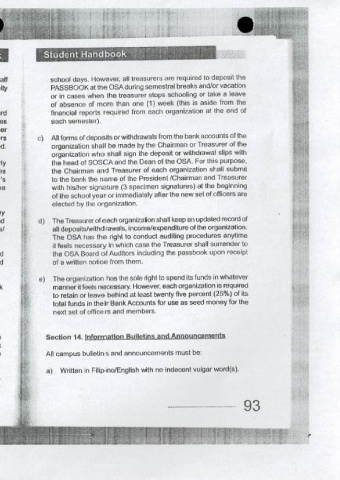 Student Handbook
school days. However, all treasurers are required to deposit the
PASSBOOK at the OSA during semestral breaks and/or vacation
or in cases when the treasurer stops schooling or take a leave
of absence of more than one (1) week (this is aside from the
financial reports required from each organization at the end of
each semester).
c) All forms of deposits or withdrawals from the bank accounts of the
organization shall be made by the Chairman or Treasurer of the
organization who shall sign the deposit or withdrawal slips with
the head of SOSCA and the Dean of the OSA. For this purpose,
the Chairman and Treasurer of each organization shall submit
to the bank the name of the President /Chairman and Treasurer
with his/her signature (3 specimen signatures) at the beginning
of the school year or immediately after the new set of officers are
elected by the organization.
d) The Treasurer of each organization shall keep an updated record of
all deposits/withdrawals, income/expenditure of the organization.
The OSA has the right to conduct auditing procedures anytime
it feels necessary in which case the Treasurer shall surrender to
the OSA Board of Auditors including the passbook upon receipt
of a written notice from them.
e) The organization has the sole right to spend its funds in whatever
manner it feels necessary. However, each organization is required
to retain or leave behind at least twenty five percent (25%) of its
total funds in their Bank Accounts for use as seed money for the
next set of officers and members.
Section 14. Information Bulletins and Announcements
All campus bulletins and announcements must be:
a) Written in Filipino/English with no indecent vulgar word(s).
93